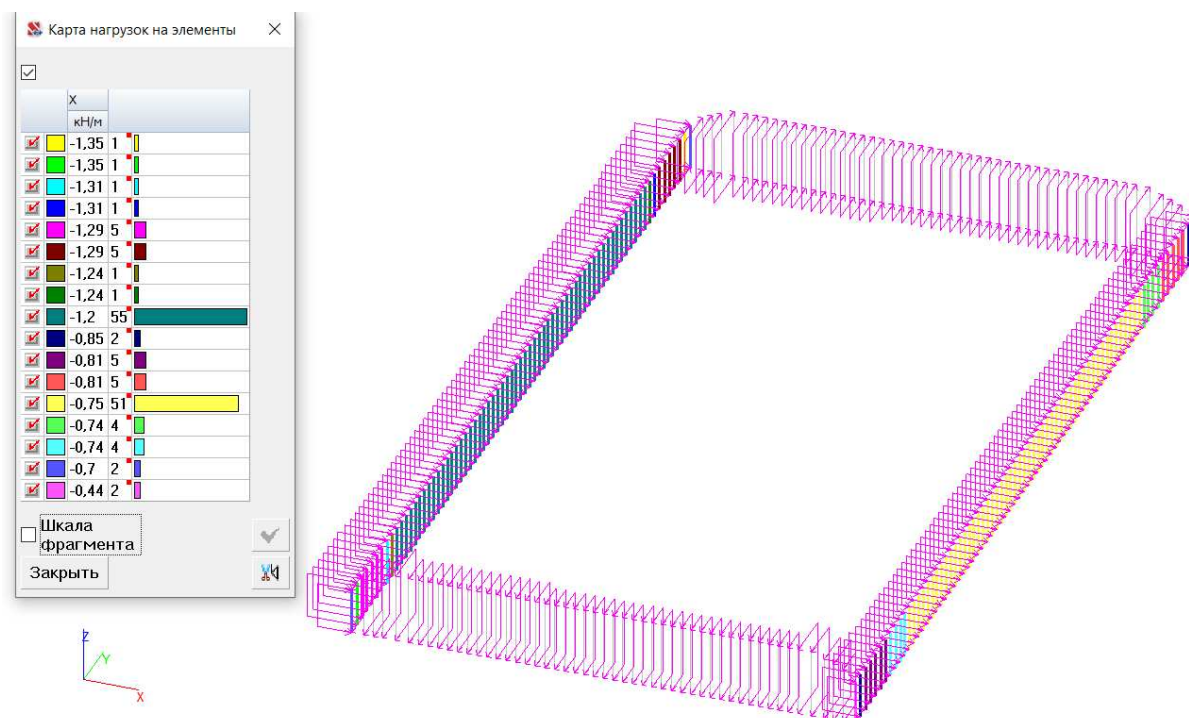 Карта нагрузок на элементы
X
кН/м
-1,35 1
-1,35 1
-1,31 1
-1,31 1
-1,29 5
-1,29 5
-1,24 1
-1,24 1
-1,2 55
-0,85 2
-0,81 5
-0,81 5
-0,75 51
-0,74 4
-0,74 4
-0,7 2
-0,44 2
Шкала
фрагмента
Закрыть
Z
Y
X